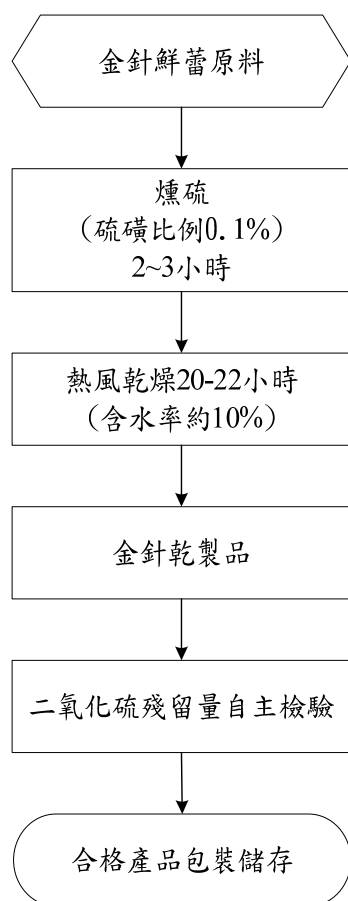 金針鮮蕾原料
燻硫
（硫磺比例0.1%）
2~3小時
熱風乾燥20-22小時
（含水率約10%）
金針乾製品
二氧化硫殘留量自主檢驗
合格產品包裝儲存